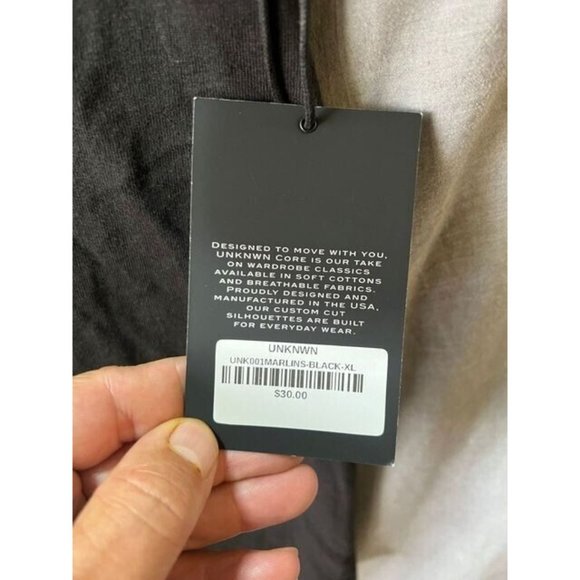 DESIGNED TO MOVE WITH YOU.
UNKNWN CORE IS OUR TAKE
ON WARDROBE CLASSICS
AVAILABLE IN SOFT COTTONS
AND BREATHABLE FABRICS.
PROUDLY DESIGNED AND
MANUFACTURED IN THE USA,
OUR CUSTOM CUT
SILHOUETTES ARE BUILT
FOR EVERYDAY WEAR.
UNKNWN
UNK001MARLINS-BLACK-XL
$30.00